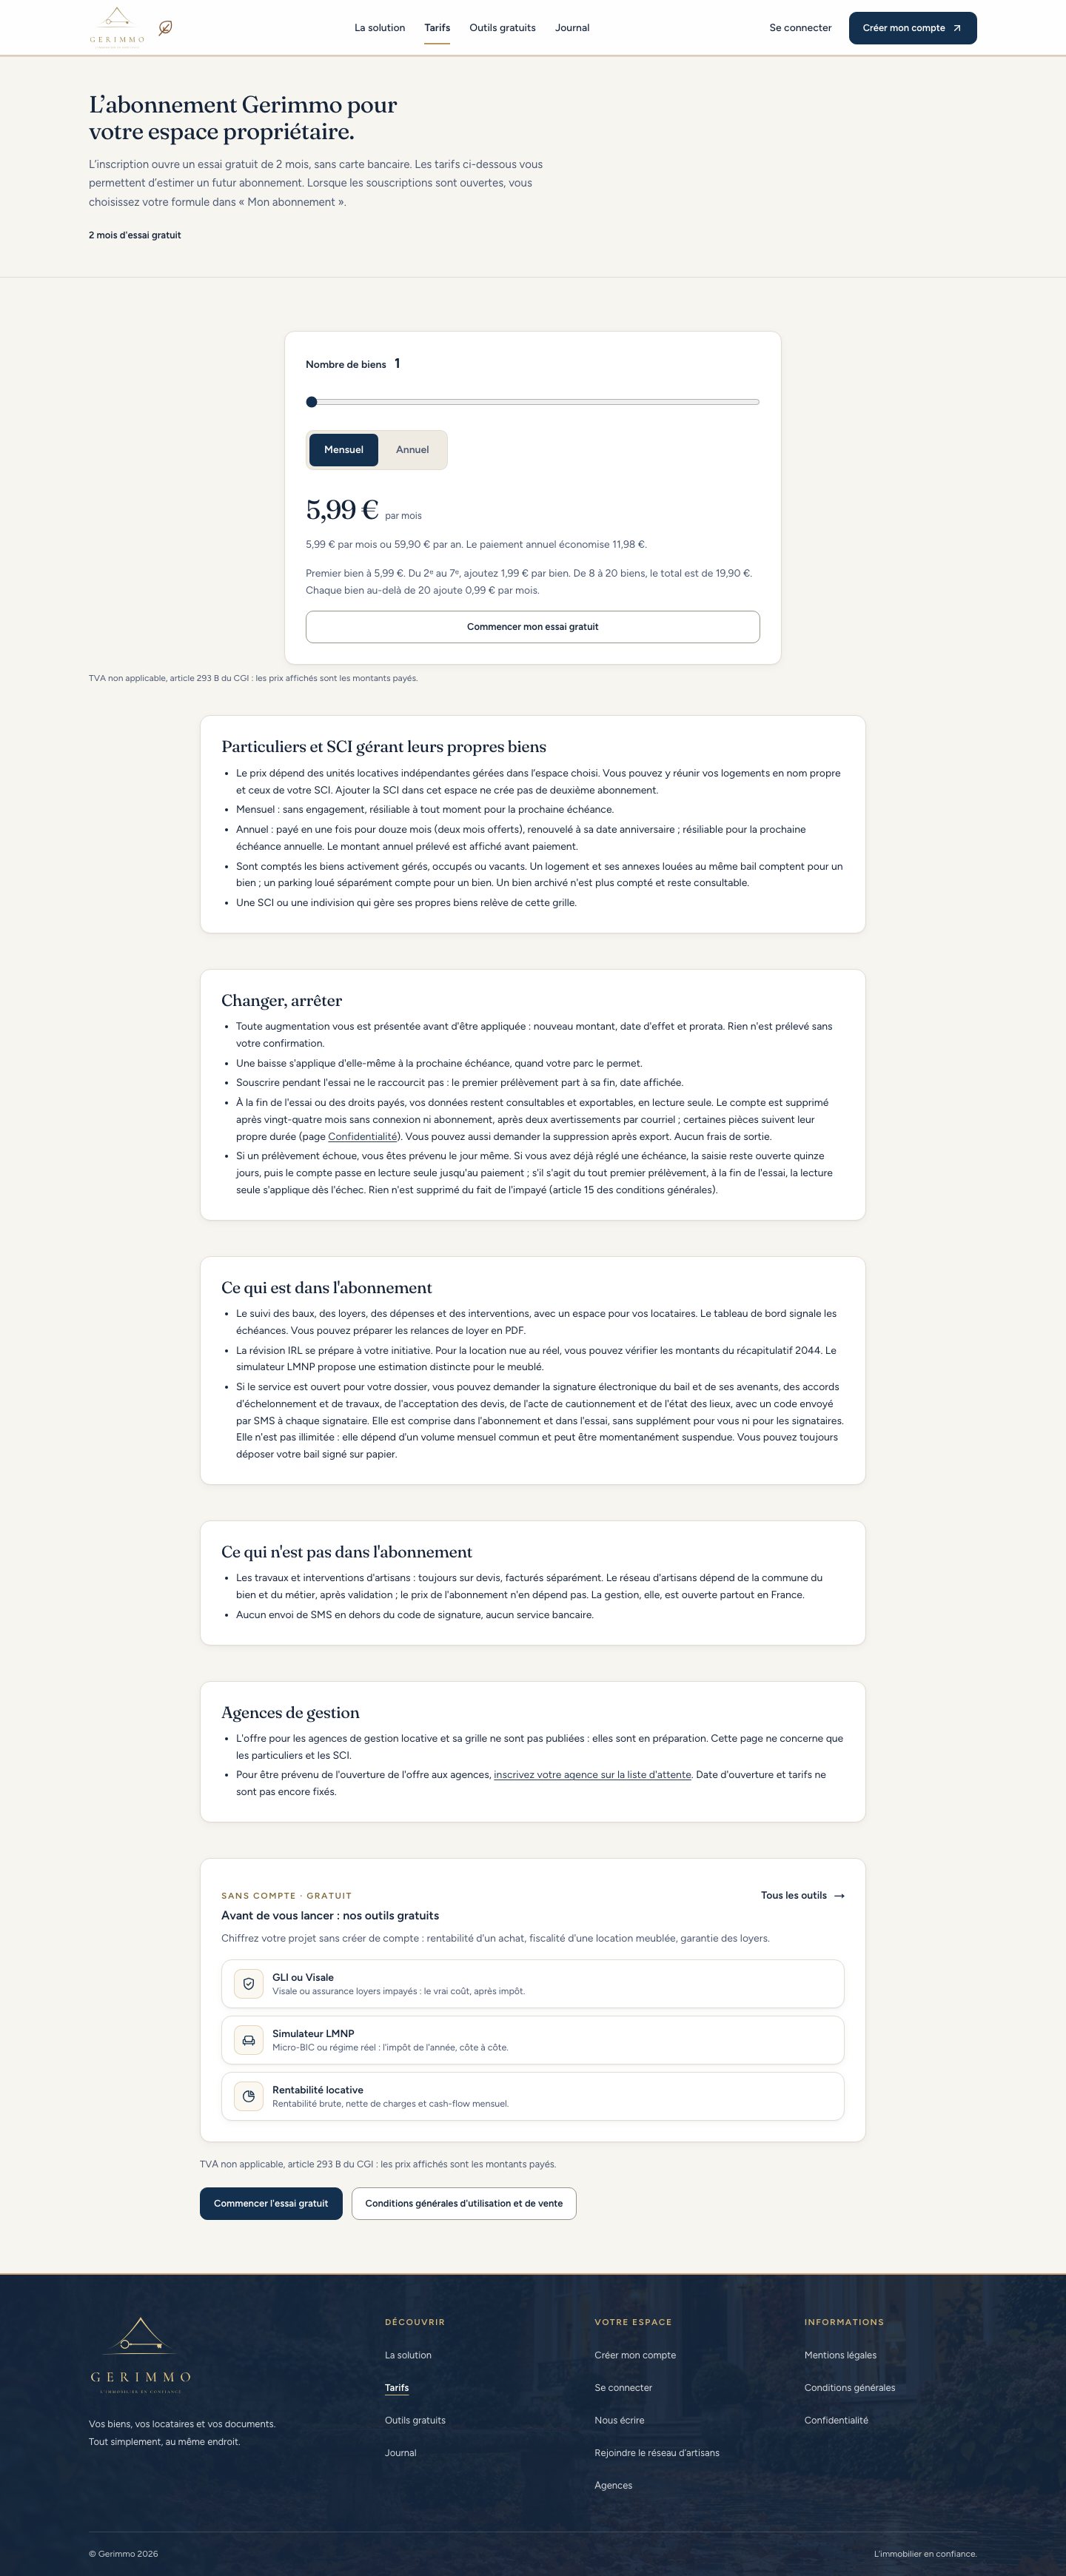 GERIMMO
La solution
Tarifs
Outils gratuits
Journal
Se connecter
Créer mon compte
L’abonnement Gerimmo pour
votre espace propriétaire.
L'inscription ouvre un essai gratuit de 2 mois, sans carte bancaire. Les tarifs ci-dessous vous
permettent d'estimer un futur abonnement. Lorsque les souscriptions sont ouvertes, vous
choisissez votre formule dans « Mon abonnement ».
2 mois d'essai gratuit
Nombre de biens 1
Mensuel
Annuel
5,99 € par mois
5,99 € par mois ou 59,90 € par an. Le paiement annuel économise 11,98 €.
Premier bien à 5,99 €. Du 2ᵉ au 7ᵉ, ajoutez 1,99 € par bien. De 8 à 20 biens, le total est de 19,90 €.
Chaque bien au-delà de 20 ajoute 0,99 € par mois.
Commencer mon essai gratuit
TVA non applicable, article 293 B du CGI : les prix affichés sont les montants payés.
Particuliers et SCI gérant leurs propres biens
• Le prix dépend des unités locatives indépendantes gérées dans l'espace choisi. Vous pouvez y réunir vos logements en nom propre
et ceux de votre SCI. Ajouter la SCI dans cet espace ne crée pas de deuxième abonnement.
• Mensuel : sans engagement, résiliable à tout moment pour la prochaine échéance.
• Annuel : payé en une fois pour douze mois (deux mois offerts), renouvelé à sa date anniversaire ; résiliable pour la prochaine
échéance annuelle. Le montant annuel prélevé est affiché avant paiement.
• Sont comptés les biens activement gérés, occupés ou vacants. Un logement et ses annexes louées au même bail comptent pour un
bien ; un parking loué séparément compte pour un bien. Un bien archivé n'est plus compté et reste consultable.
• Une SCI ou une indivision qui gère ses propres biens relève de cette grille.
Changer, arrêter
• Toute augmentation vous est présentée avant d'être appliquée : nouveau montant, date d'effet et prorata. Rien n'est prélevé sans
votre confirmation.
• Une baisse s'applique d'elle-même à la prochaine échéance, quand votre parc le permet.
• Souscrire pendant l'essai ne le raccourcit pas : le premier prélèvement part à sa fin, date affichée.
• À la fin de l'essai ou des droits payés, vos données restent consultables et exportables, en lecture seule. Le compte est supprimé
après vingt-quatre mois sans connexion ni abonnement, après deux avertissements par courriel ; certaines pièces suivent leur
propre durée (page Confidentialité). Vous pouvez aussi demander la suppression après export. Aucun frais de sortie.
• Si un prélèvement échoue, vous êtes prévenu le jour même. Si vous avez déjà réglé une échéance, la saisie reste ouverte quinze
jours, puis le compte passe en lecture seule jusqu'au paiement ; s'il s'agit du tout premier prélèvement, à la fin de l'essai, la lecture
seule s'applique dès l'échec. Rien n'est supprimé du fait de l'impayé (article 15 des conditions générales).
Ce qui est dans l'abonnement
• Le suivi des baux, des loyers, des dépenses et des interventions, avec un espace pour vos locataires. Le tableau de bord signale les
échéances. Vous pouvez préparer les relances de loyer en PDF.
• La révision IRL se prépare à votre initiative. Pour la location nue au réel, vous pouvez vérifier les montants du récapitulatif 2044. Le
simulateur LMNP propose une estimation distincte pour le meublé.
• Si le service est ouvert pour votre dossier, vous pouvez demander la signature électronique du bail et de ses avenants, des accords
d'échelonnement et de travaux, de l'acceptation des devis, de l'acte de cautionnement et de l'état des lieux, avec un code envoyé
par SMS à chaque signataire. Elle est comprise dans l'abonnement et dans l'essai, sans supplément pour vous ni pour les signataires.
Elle n'est pas illimitée : elle dépend d'un volume mensuel commun et peut être momentanément suspendue. Vous pouvez toujours
déposer votre bail signé sur papier.
Ce qui n'est pas dans l'abonnement
• Les travaux et interventions d'artisans : toujours sur devis, facturés séparément. Le réseau d'artisans dépend de la commune du
bien et du métier, après validation ; le prix de l'abonnement n'en dépend pas. La gestion, elle, est ouverte partout en France.
• Aucun envoi de SMS en dehors du code de signature, aucun service bancaire.
Agences de gestion
• L'offre pour les agences de gestion locative et sa grille ne sont pas publiées : elles sont en préparation. Cette page ne concerne que
les particuliers et les SCI.
• Pour être prévenu de l'ouverture de l'offre aux agences, inscrivez votre agence sur la liste d'attente. Date d'ouverture et tarifs ne
sont pas encore fixés.
SANS COMPTE · GRATUIT
Tous les outils →
Avant de vous lancer : nos outils gratuits
Chiffrez votre projet sans créer de compte : rentabilité d'un achat, fiscalité d'une location meublée, garantie des loyers.
GLI ou Visale
Visale ou assurance loyers impayés : le vrai coût, après impôt.
Simulateur LMNP
Micro-BIC ou régime réel : l'impôt de l'année, côte à côte.
Rentabilité locative
Rentabilité brute, nette de charges et cash-flow mensuel.
TVA non applicable, article 293 B du CGI : les prix affichés sont les montants payés.
Commencer l'essai gratuit
Conditions générales d'utilisation et de vente
GERIMMO
L'IMMOBILIER EN CONFIANCE
Vos biens, vos locataires et vos documents.
Tout simplement, au même endroit.
DÉCOUVRIR
La solution
Tarifs
Outils gratuits
Journal
VOTRE ESPACE
Créer mon compte
Se connecter
Nous écrire
Rejoindre le réseau d'artisans
Agences
INFORMATIONS
Mentions légales
Conditions générales
Confidentialité
© Gerimmo 2026
L'immobilier en confiance.